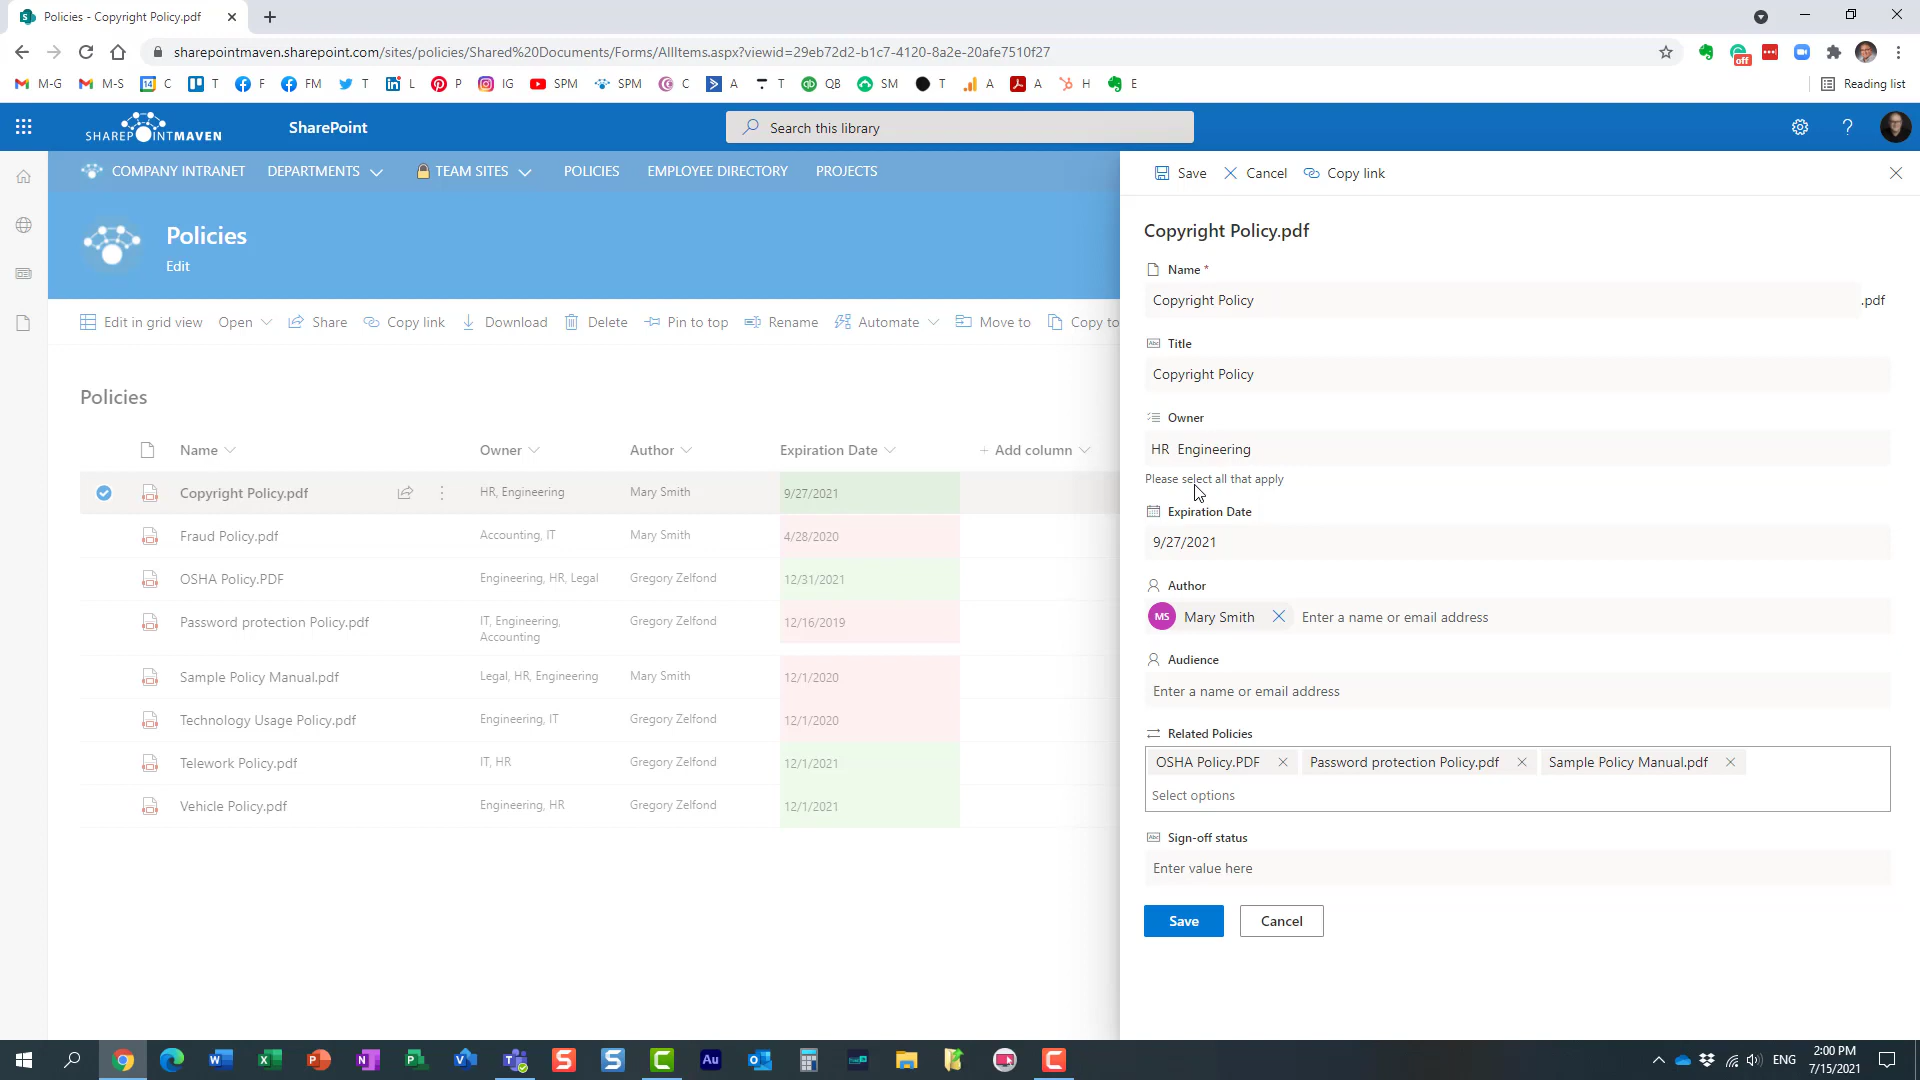 Policies - Copyright Policy.pdf
sharepointmaven.sharepoint.com/sites/policies/Shared%20Documents/Forms/AllItems.aspx?viewid=29eb72d2-b1c7-4120-8a2e-20afe7510f27
off
M-G M-S 14 C T F FM T L P IG SPM SPM C A T QB SM T A A H E Reading list
SHAREPOINTMAVEN SharePoint Search this library
COMPANY INTRANET DEPARTMENTS TEAM SITES POLICIES EMPLOYEE DIRECTORY PROJECTS
Policies
Edit
Edit in grid view Open Share Copy link Download Delete Pin to top Rename Automate Move to Copy to
Policies
Name Owner Author Expiration Date + Add column
Copyright Policy.pdf HR, Engineering Mary Smith 9/27/2021
Fraud Policy.pdf Accounting, IT Mary Smith 4/28/2020
OSHA Policy.PDF Engineering, HR, Legal Gregory Zelfond 12/31/2021
Password protection Policy.pdf IT, Engineering, Gregory Zelfond 12/16/2019
Accounting
Sample Policy Manual.pdf Legal, HR, Engineering Mary Smith 12/1/2020
Technology Usage Policy.pdf Engineering, IT Gregory Zelfond 12/1/2020
Telework Policy.pdf IT, HR Gregory Zelfond 12/1/2021
Vehicle Policy.pdf Engineering, HR Gregory Zelfond 12/1/2021
Save Cancel Copy link
Copyright Policy.pdf
Name *
Copyright Policy .pdf
Abc Title
Copyright Policy
Owner
HR Engineering
Please select all that apply
Expiration Date
9/27/2021
Author
MS Mary Smith Enter a name or email address
Audience
Enter a name or email address
Related Policies
OSHA Policy.PDF Password protection Policy.pdf Sample Policy Manual.pdf
Select options
Abc Sign-off status
Enter value here
Save Cancel
ENG 2:00 PM
7/15/2021